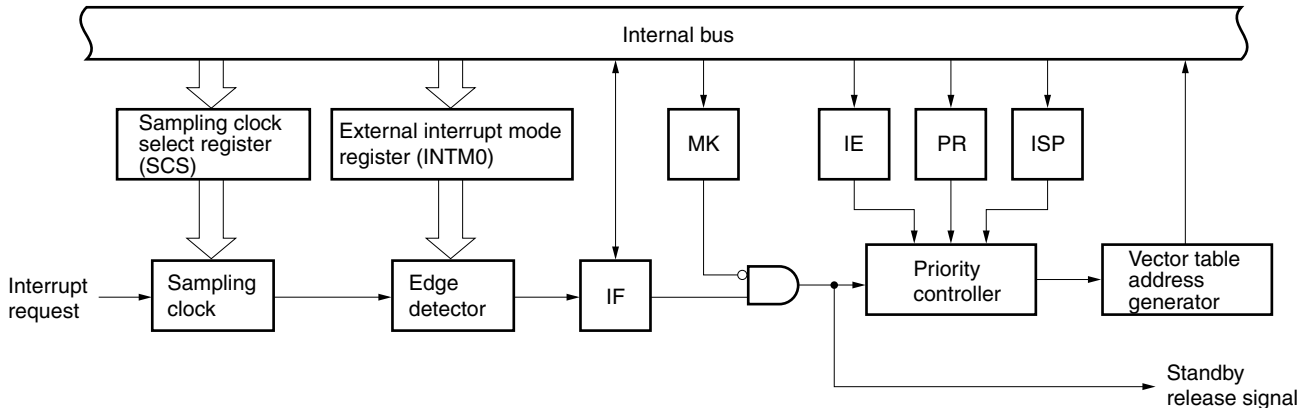 Internal bus
Sampling clock
select register
(SCS)
External interrupt mode
register (INTM0)
MK
IE
PR
ISP
Interrupt
request
Sampling
clock
Edge
detector
IF
Priority
controller
Vector table
address
generator
Standby
release signal